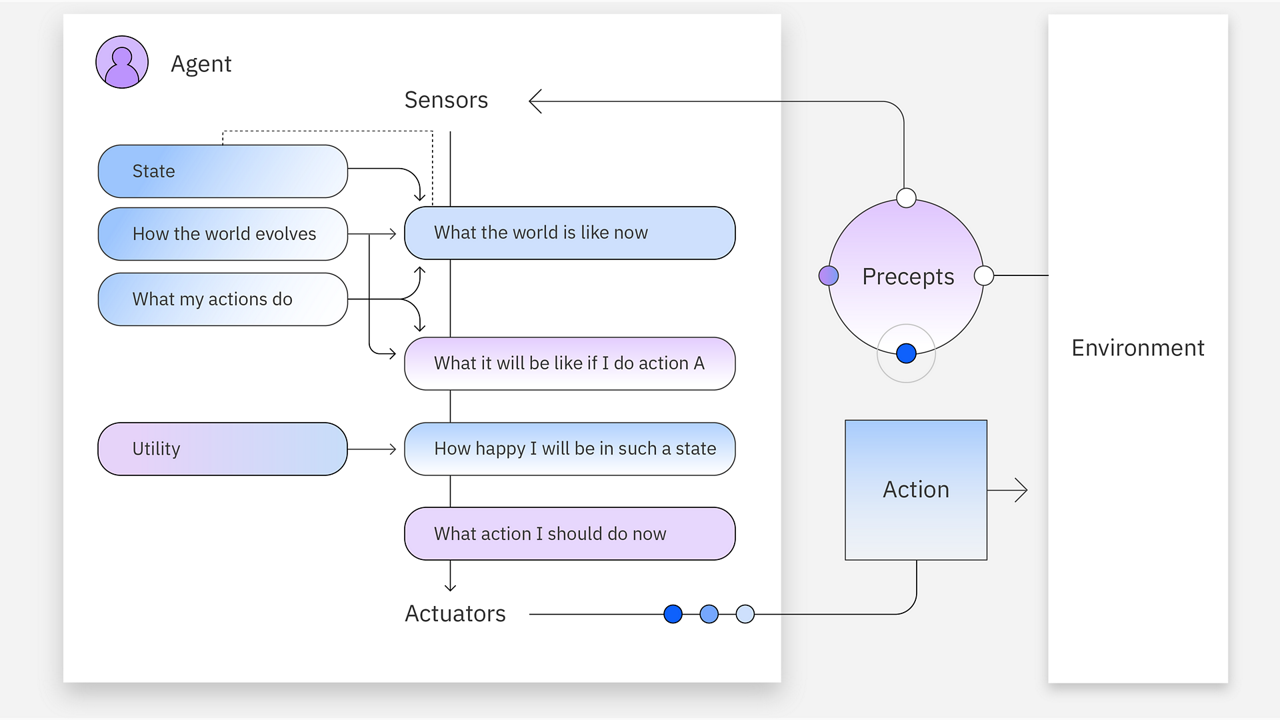 Agent
Sensors
State
How the world evolves
What my actions do
Utility
What the world is like now
What it will be like if I do action A
How happy I will be in such a state
What action I should do now
Actuators
Precepts
Action
Environment